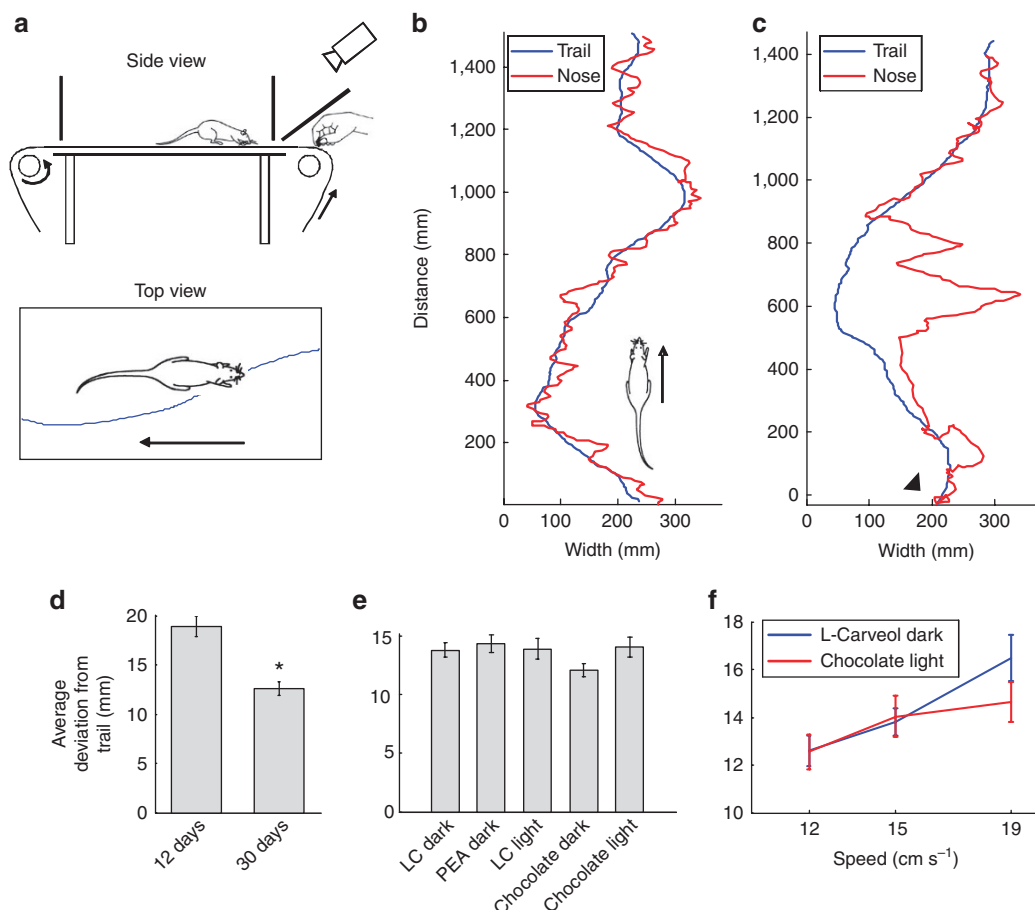 a
Side view
Top view
b
Trail
Nose
1,400
1,200
1,000
800
600
400
200
Distance (mm)
0
100
200
300
Width (mm)
c
Trail
Nose
1,400
1,200
1,000
800
600
400
200
0
0
100
200
300
Width (mm)
d
20
15
10
5
0
Average
deviation from
trail (mm)
*
12 days
30 days
e
15
10
5
0
LC dark
PEA dark
LC light
Chocolate dark
Chocolate light
f
L-Carveol dark
Chocolate light
18
16
14
12
10
12
15
19
Speed (cm s⁻¹)